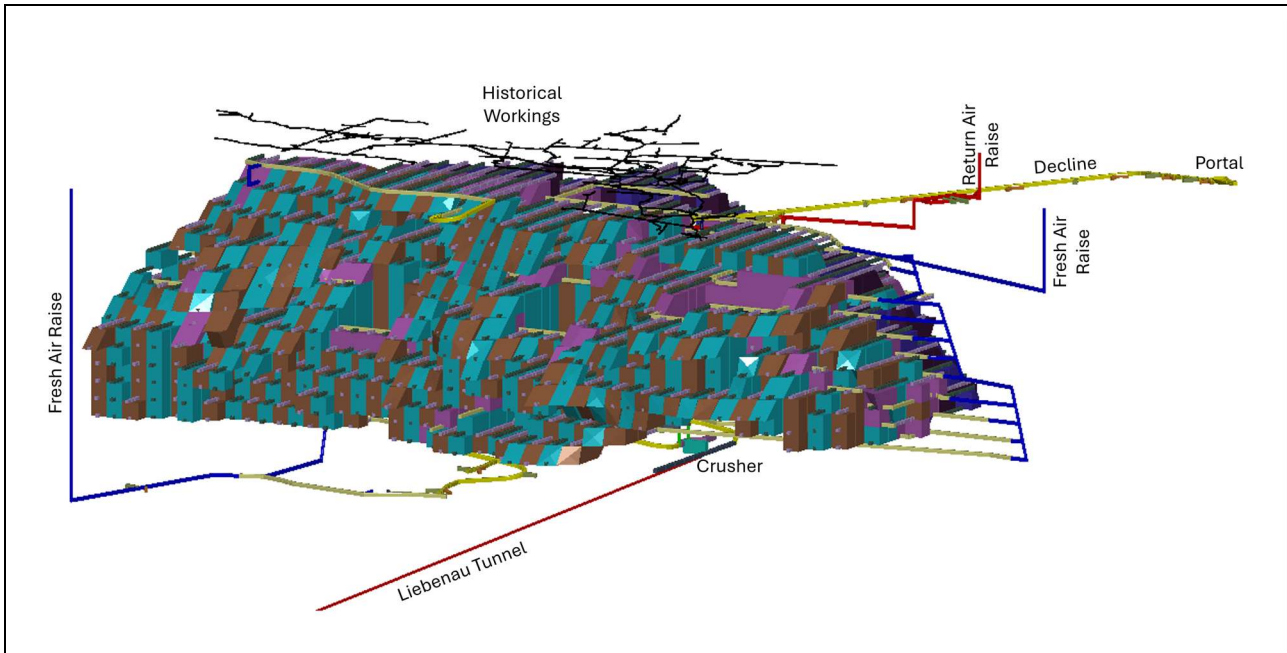 Historical
Workings
Return Air
Raise
Decline
Portal
Fresh Air
Raise
Fresh Air Raise
Crusher
Liebenau Tunnel